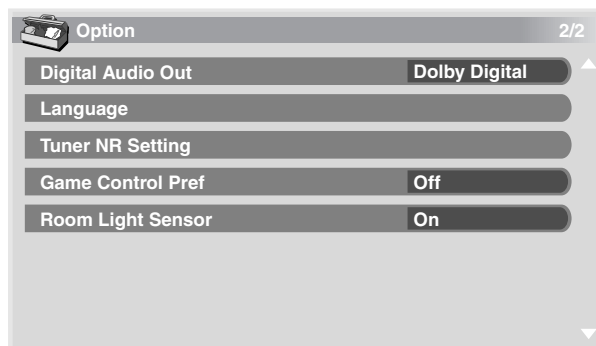 Option 2/2
Digital Audio Out Dolby Digital
Language
Tuner NR Setting
Game Control Pref Off
Room Light Sensor On